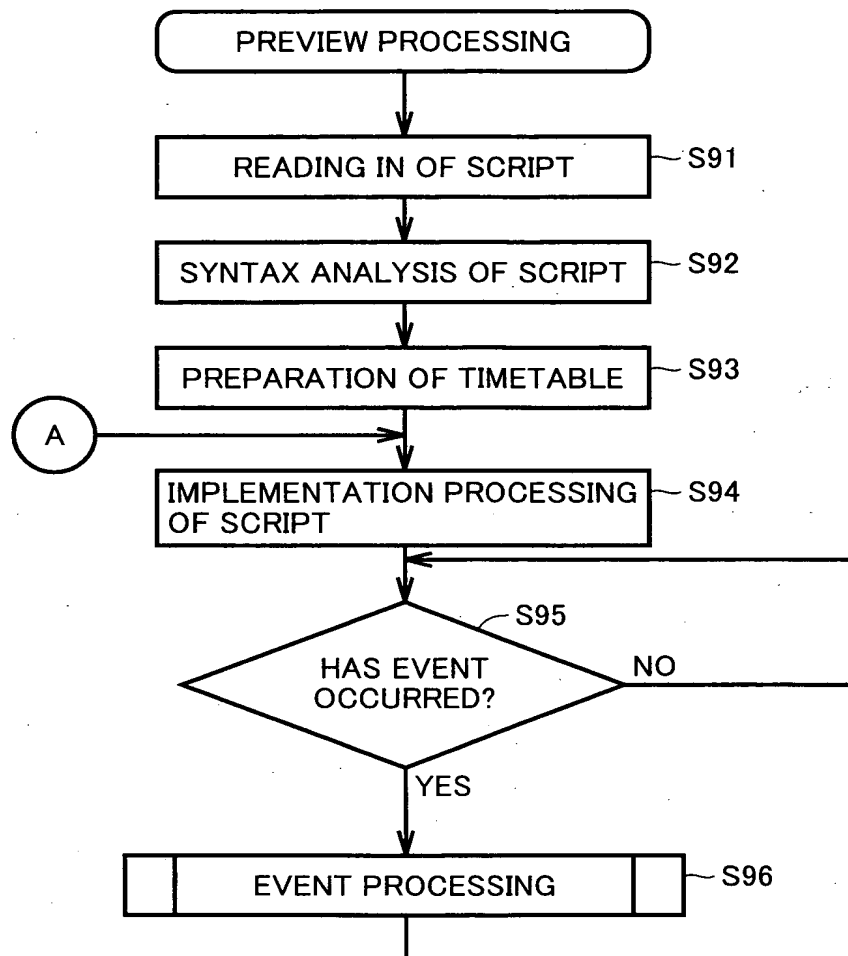 PREVIEW PROCESSING
READING IN OF SCRIPT
S91
SYNTAX ANALYSIS OF SCRIPT
S92
PREPARATION OF TIMETABLE
S93
A
IMPLEMENTATION PROCESSING
OF SCRIPT
S94
S95
HAS EVENT
OCCURRED?
NO
YES
EVENT PROCESSING
S96